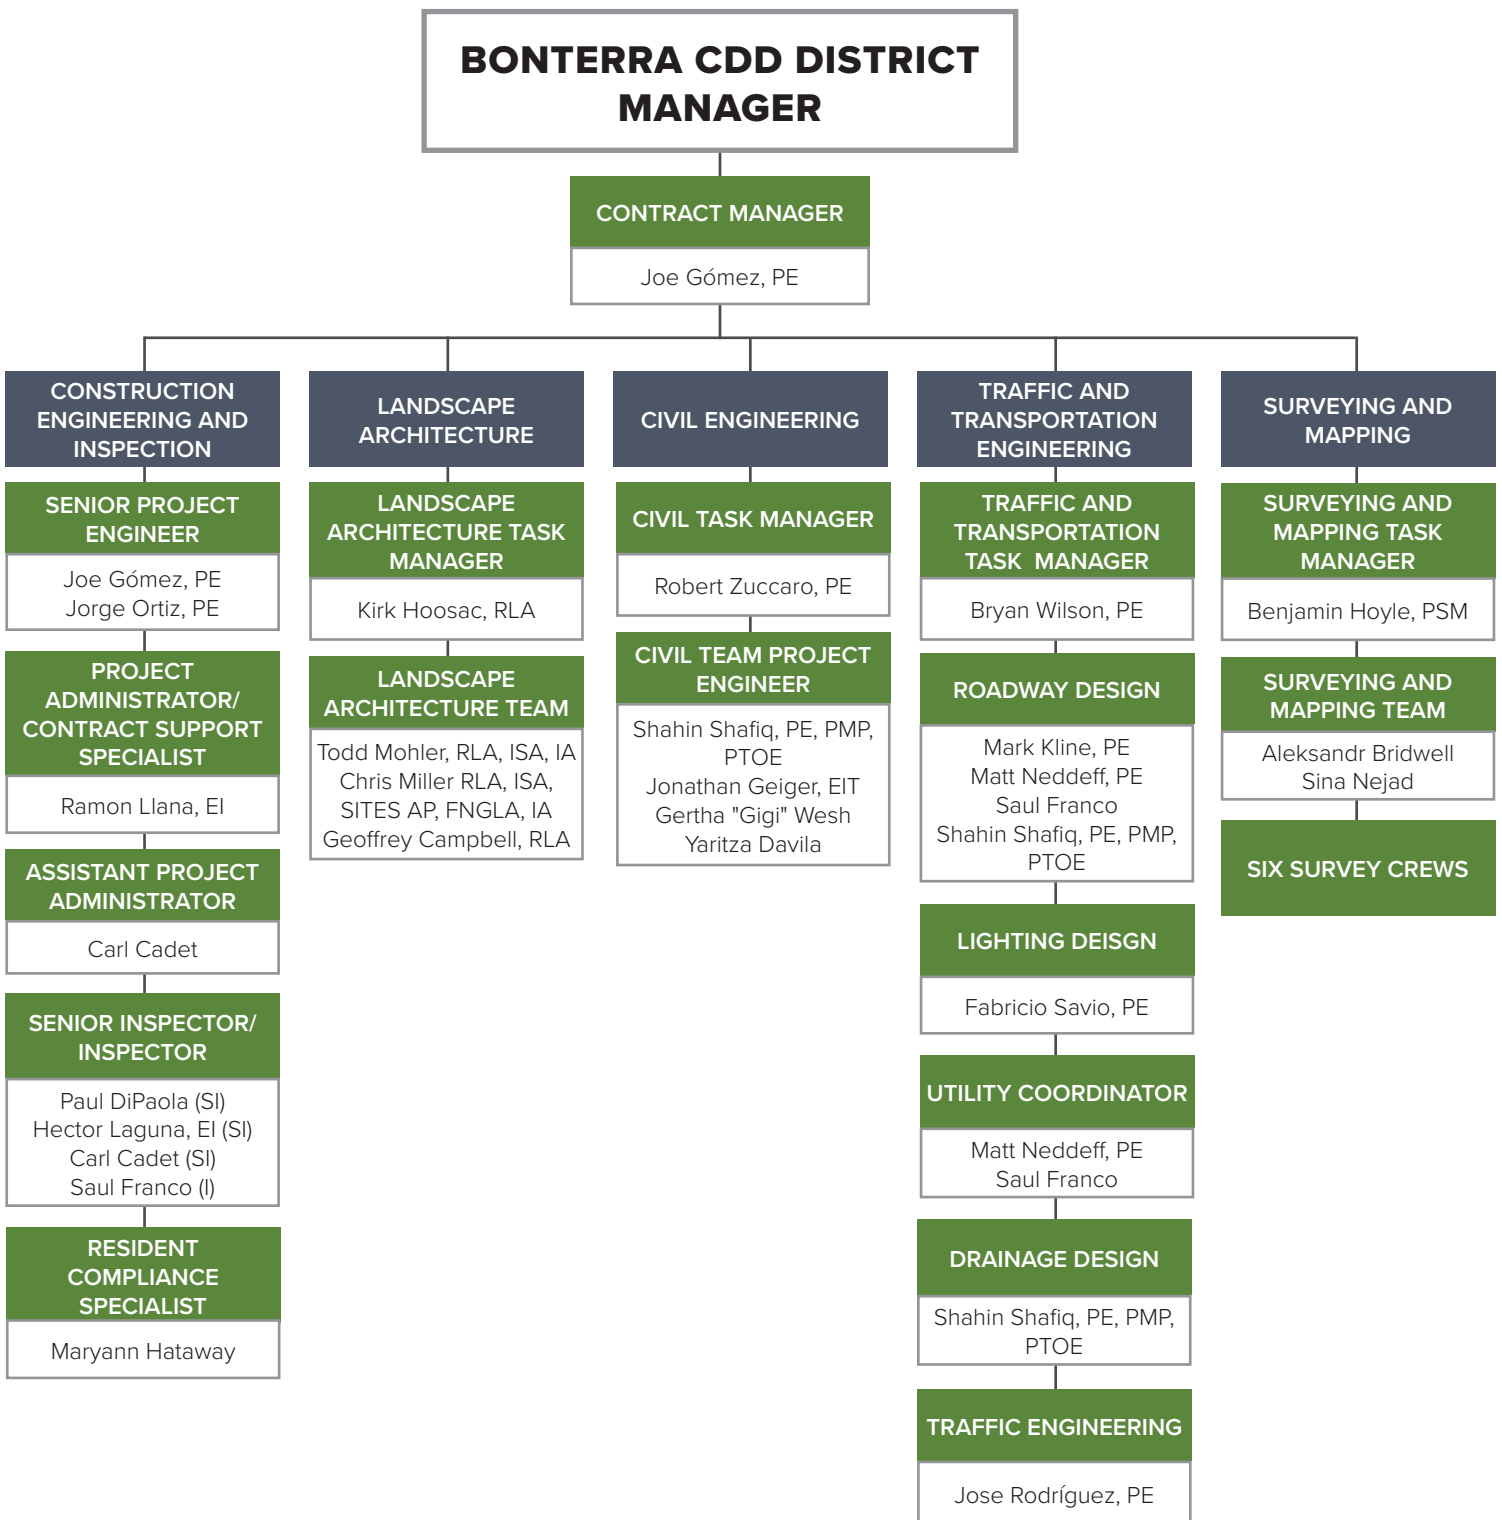 BONTERRA CDD DISTRICT
MANAGER
CONTRACT MANAGER
Joe Gómez, PE
CONSTRUCTION
ENGINEERING AND
INSPECTION
SENIOR PROJECT
ENGINEER
Joe Gómez, PE
Jorge Ortiz, PE
PROJECT
ADMINISTRATOR/
CONTRACT SUPPORT
SPECIALIST
Ramon Llana, EI
ASSISTANT PROJECT
ADMINISTRATOR
Carl Cadet
SENIOR INSPECTOR/
INSPECTOR
Paul DiPaola (SI)
Hector Laguna, EI (SI)
Carl Cadet (SI)
Saul Franco (I)
RESIDENT
COMPLIANCE
SPECIALIST
Maryann Hataway
LANDSCAPE
ARCHITECTURE
LANDSCAPE
ARCHITECTURE TASK
MANAGER
Kirk Hoosac, RLA
LANDSCAPE
ARCHITECTURE TEAM
Todd Mohler, RLA, ISA, IA
Chris Miller RLA, ISA,
SITES AP, FNGLA, IA
Geoffrey Campbell, RLA
CIVIL ENGINEERING
CIVIL TASK MANAGER
Robert Zuccaro, PE
CIVIL TEAM PROJECT
ENGINEER
Shahin Shafiq, PE, PMP,
PTOE
Jonathan Geiger, EIT
Gertha "Gigi" Wesh
Yaritza Davila
TRAFFIC AND
TRANSPORTATION
ENGINEERING
TRAFFIC AND
TRANSPORTATION
TASK  MANAGER
Bryan Wilson, PE
ROADWAY DESIGN
Mark Kline, PE
Matt Neddeff, PE
Saul Franco
Shahin Shafiq, PE, PMP,
PTOE
LIGHTING DEISGN
Fabricio Savio, PE
UTILITY COORDINATOR
Matt Neddeff, PE
Saul Franco
DRAINAGE DESIGN
Shahin Shafiq, PE, PMP,
PTOE
TRAFFIC ENGINEERING
Jose Rodríguez, PE
SURVEYING AND
MAPPING
SURVEYING AND
MAPPING TASK
MANAGER
Benjamin Hoyle, PSM
SURVEYING AND
MAPPING TEAM
Aleksandr Bridwell
Sina Nejad
SIX SURVEY CREWS